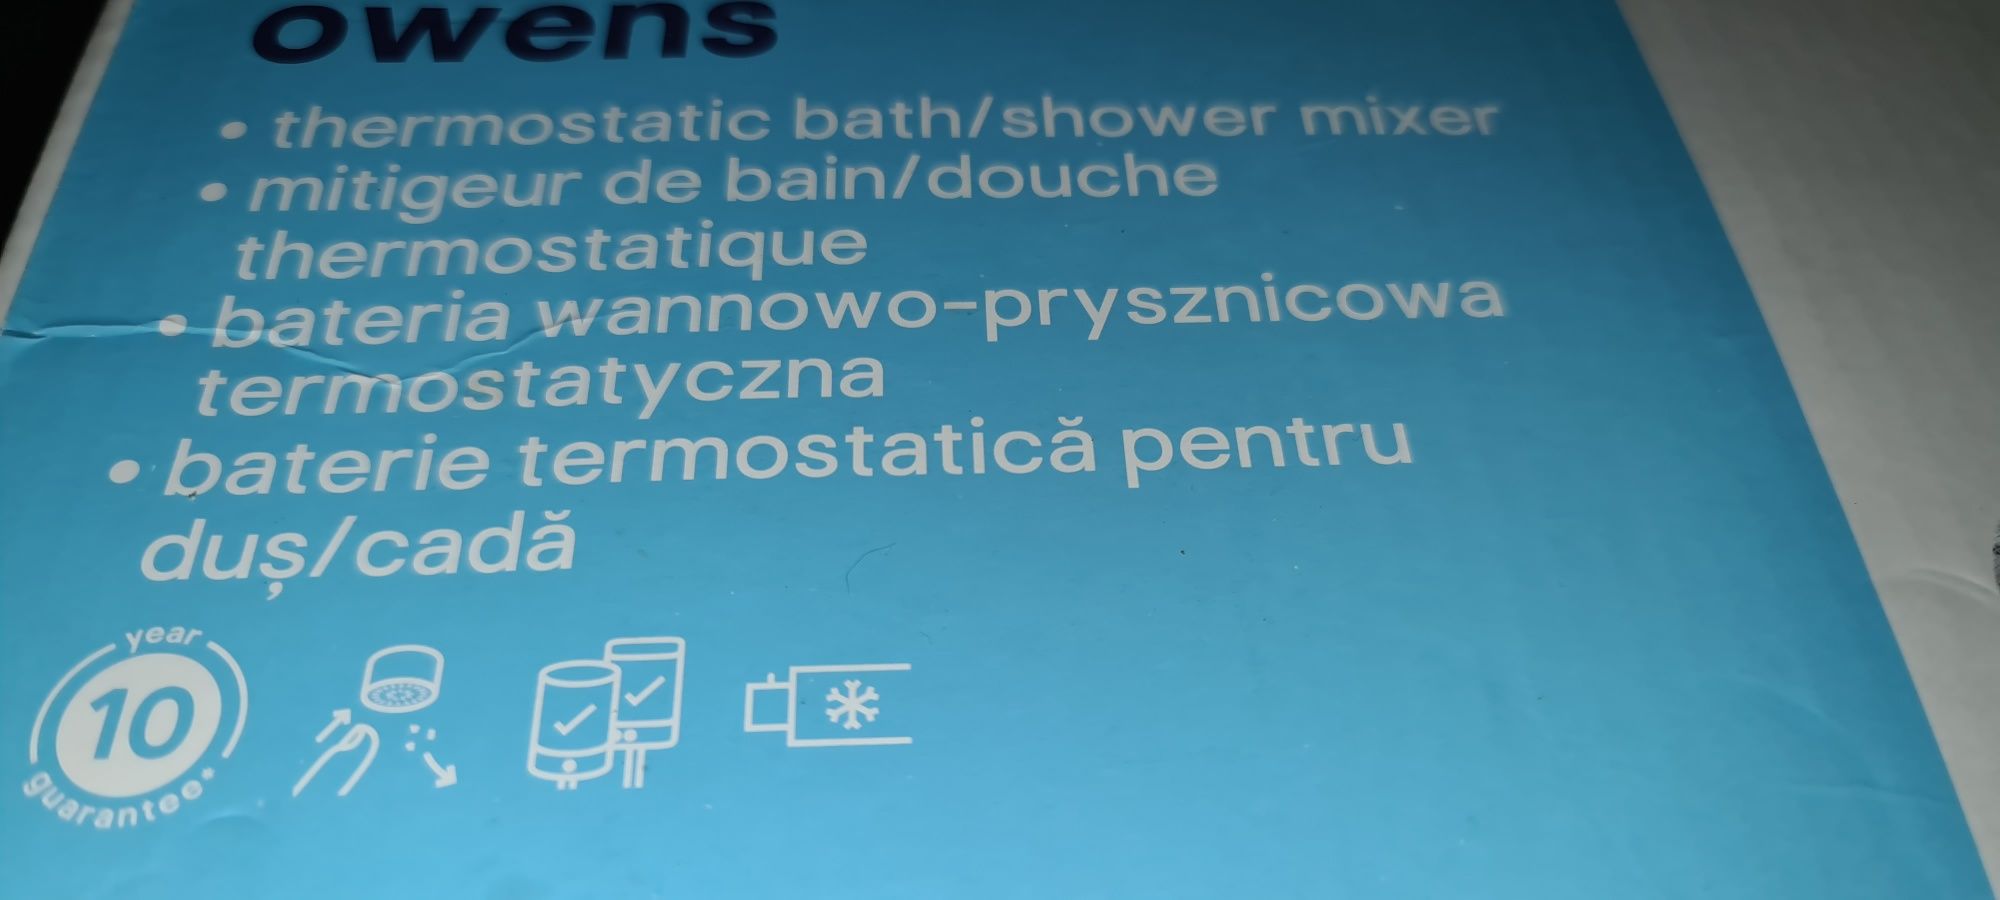 owens
• thermostatic bath/shower mixer
• mitigeur de bain/douche
thermostatique
• bateria wannowo-prysznicowa
termostatyczna
• baterie termostatică pentru
duș/cadă
year
10
guarantee*